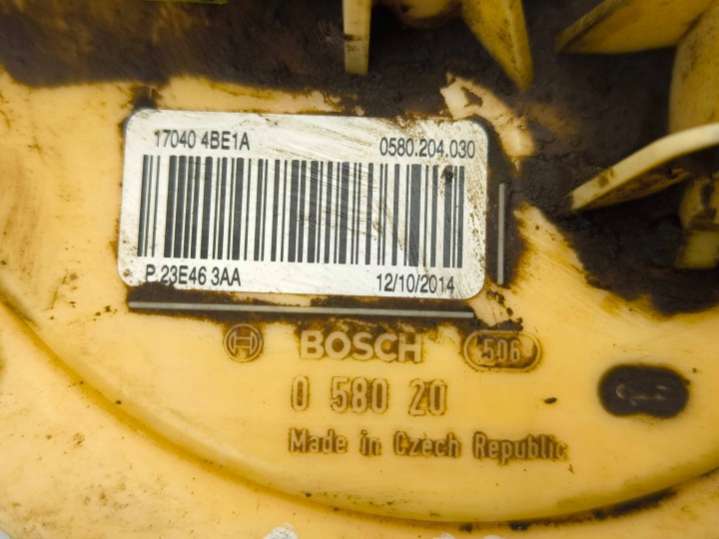 17040 4BE1A 0580.204.030
P.23E46 3AA 12/10/2014
BOSCH 506
0 580 20
Made in Czech Republic